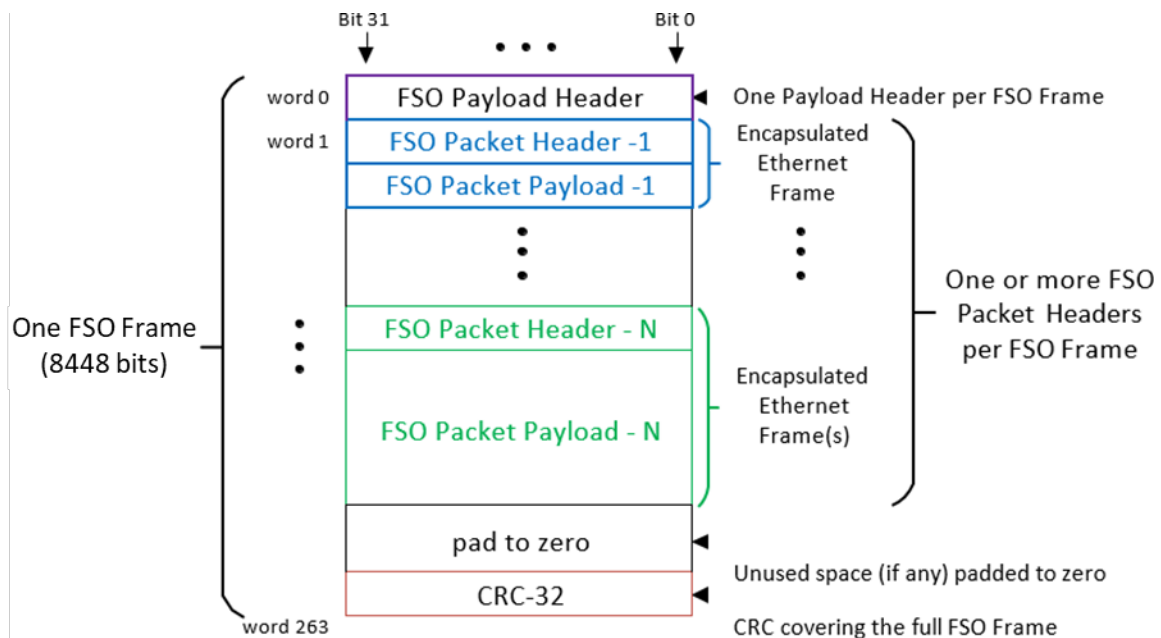 Bit 31
Bit 0
word 0
FSO Payload Header
One Payload Header per FSO Frame
word 1
FSO Packet Header -1
FSO Packet Payload -1
Encapsulated
Ethernet
Frame
One FSO Frame
(8448 bits)
FSO Packet Header - N
FSO Packet Payload - N
Encapsulated
Ethernet
Frame(s)
One or more FSO
Packet Headers
per FSO Frame
pad to zero
Unused space (if any) padded to zero
CRC-32
word 263
CRC covering the full FSO Frame